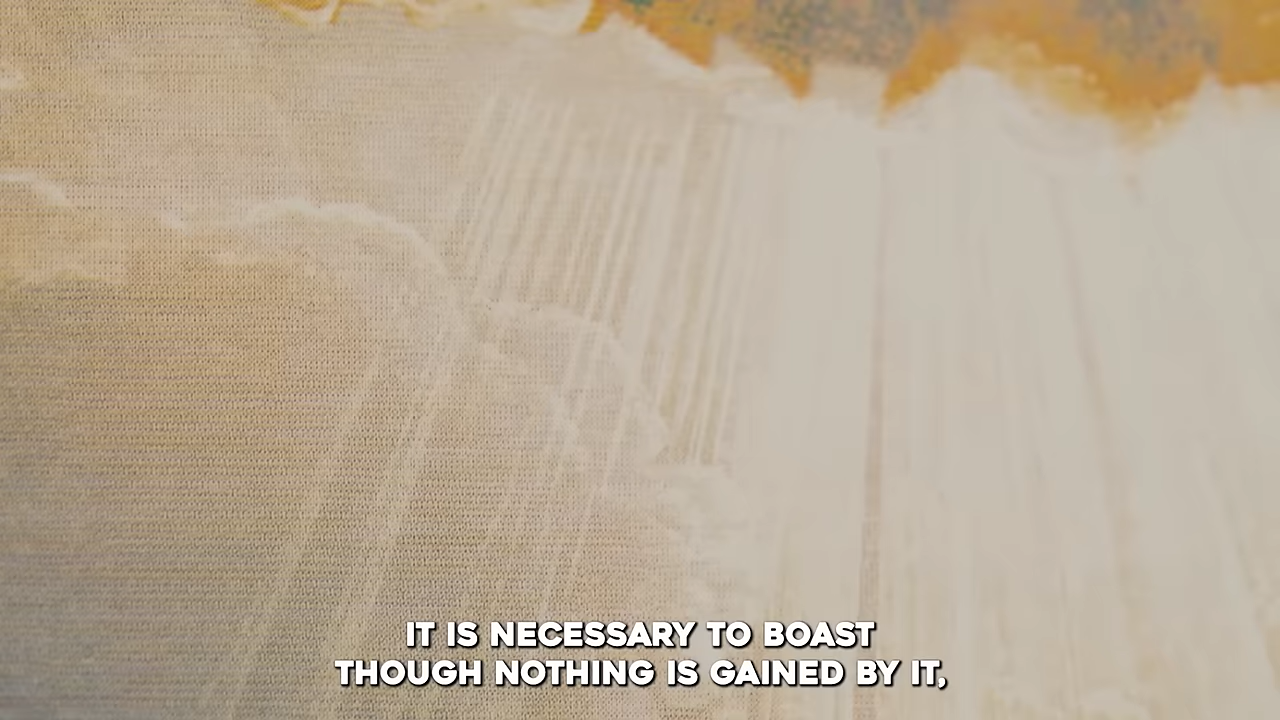 IT IS NECESSARY TO BOAST
THOUGH NOTHING IS GAINED BY IT,